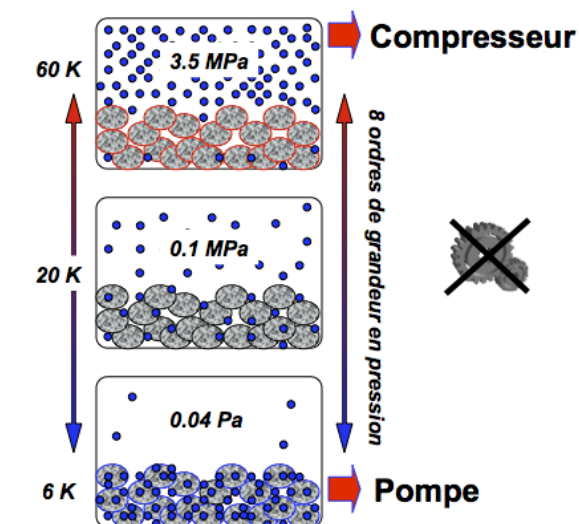 Compresseur
60 K
3.5 MPa
8 ordres de grandeur en pression
20 K
0.1 MPa
0.04 Pa
6 K
Pompe